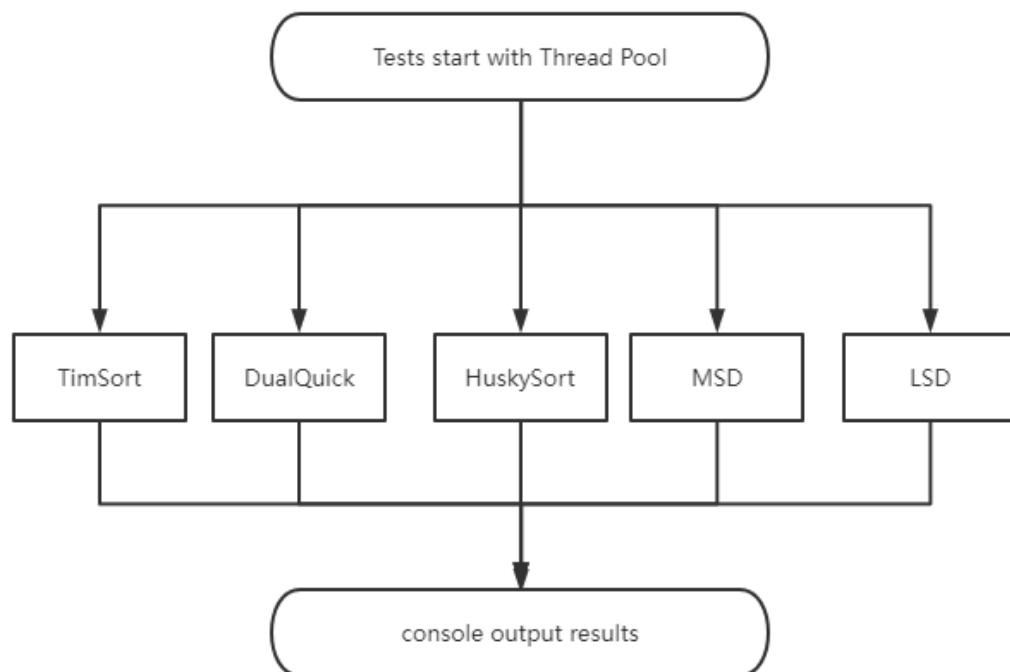 Tests start with Thread Pool
TimSort
DualQuick
HuskySort
MSD
LSD
console output results